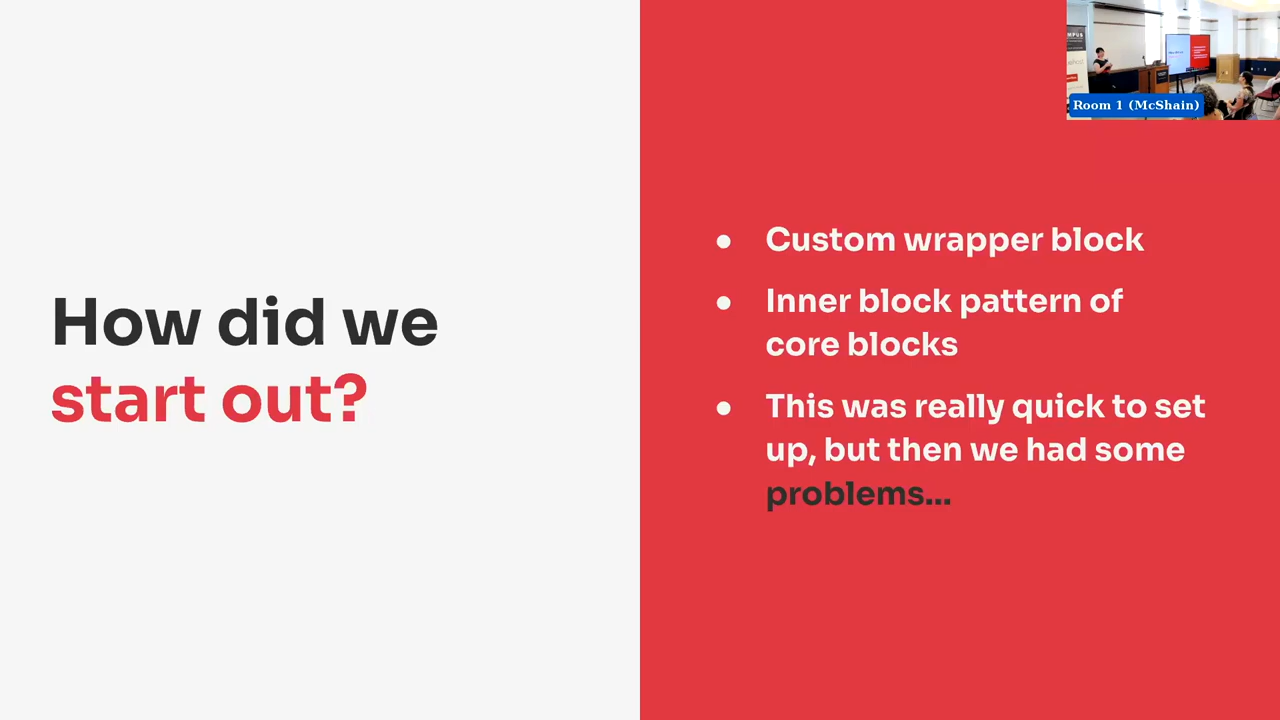 How did we
start out?
Custom wrapper block
Inner block pattern of
core blocks
This was really quick to set
up, but then we had some
problems...
Room 1 (McShain)